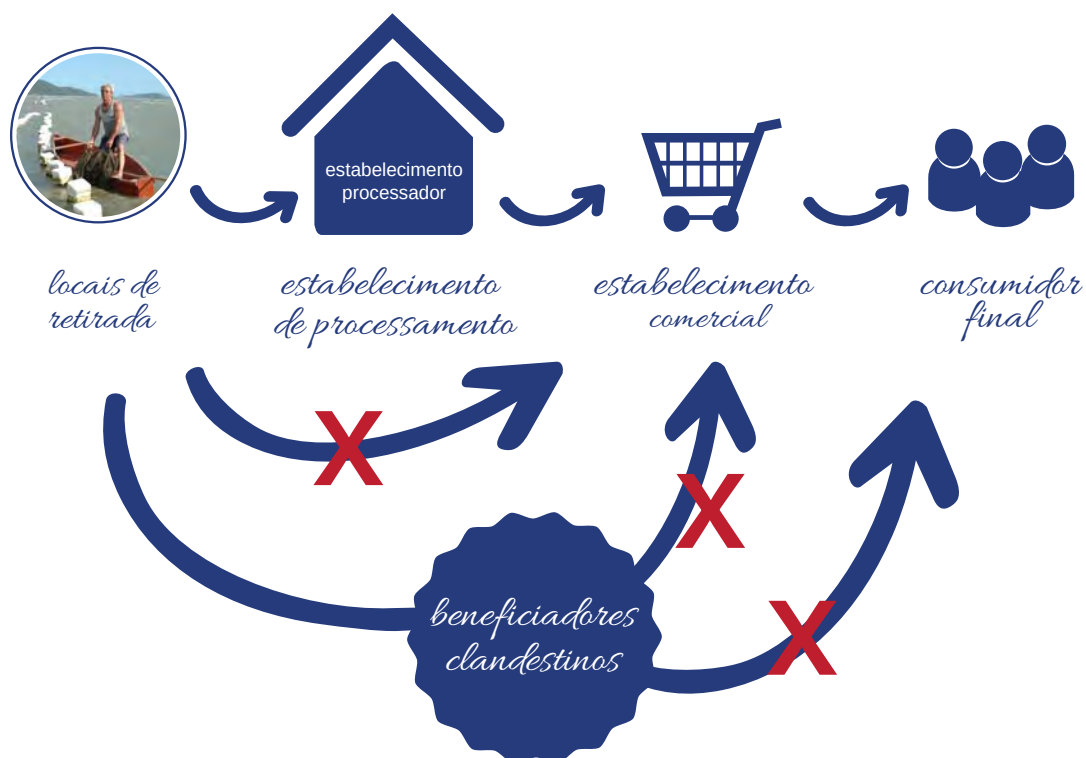 estabelecimento
processador
locais de
retirada
estabelecimento
de processamento
estabelecimento
comercial
consumidor
final
X
X
X
beneficiadores
clandestinos